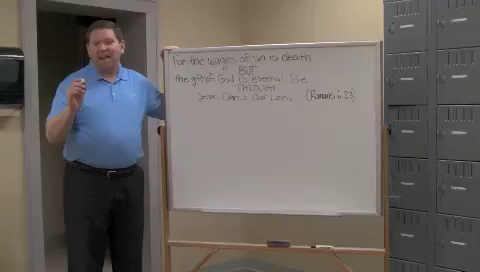 for the wages of sin is death
BUT
the gift of God is eternal life
THROUGH
Jesus Christ Our Lord (Romans 6:23)